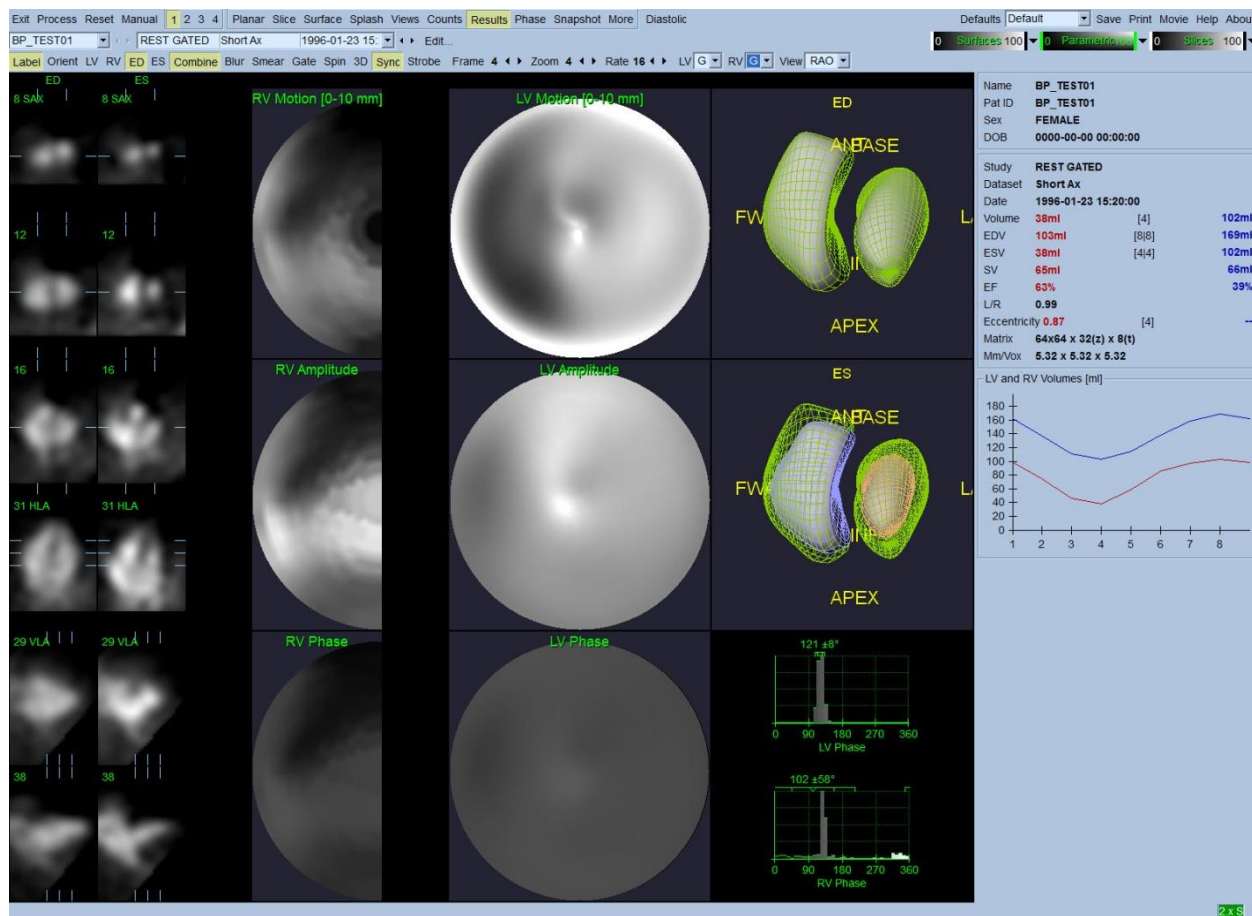 Exit Process Reset Manual 1 2 3 4 Planar Slice Surface Splash Views Counts Results Phase Snapshot More Diastolic Defaults Default Save Print Movie Help Abou
BP_TEST01 REST GATED Short Ax 1996-01-23 15: Edit... 0 Surfaces 100 0 Parametric 100 0 Slices 100
Label Orient LV RV ED ES Combine Blur Smear Gate Spin 3D Sync Strobe Frame 4 Zoom 4 Rate 16 LV G RV G View RAO
ED ES
8 SAX 8 SAX
12 12
16 16
31 HLA 31 HLA
29 VLA 29 VLA
38 38
RV Motion [0-10 mm]
RV Amplitude
RV Phase
LV Motion [0-10 mm]
LV Amplitude
LV Phase
ED
ANT BASE
FW L
INF
APEX
ES
ANT BASE
FW L
INF
APEX
121 ±8°
0 90 180 270 360
LV Phase
102 ±58°
0 90 180 270 360
RV Phase
Name BP_TEST01
Pat ID BP_TEST01
Sex FEMALE
DOB 0000-00-00 00:00:00
Study REST GATED
Dataset Short Ax
Date 1996-01-23 15:20:00
Volume 38ml [4] 102ml
EDV 103ml [8|8] 169ml
ESV 38ml [4|4] 102ml
SV 65ml 66ml
EF 63% 39%
L/R 0.99
Eccentricity 0.87 [4] --
Matrix 64x64 x 32(z) x 8(t)
Mm/Vox 5.32 x 5.32 x 5.32
LV and RV Volumes [ml]
180
160
140
120
100
80
60
40
20
0
1 2 3 4 5 6 7 8
2 x S